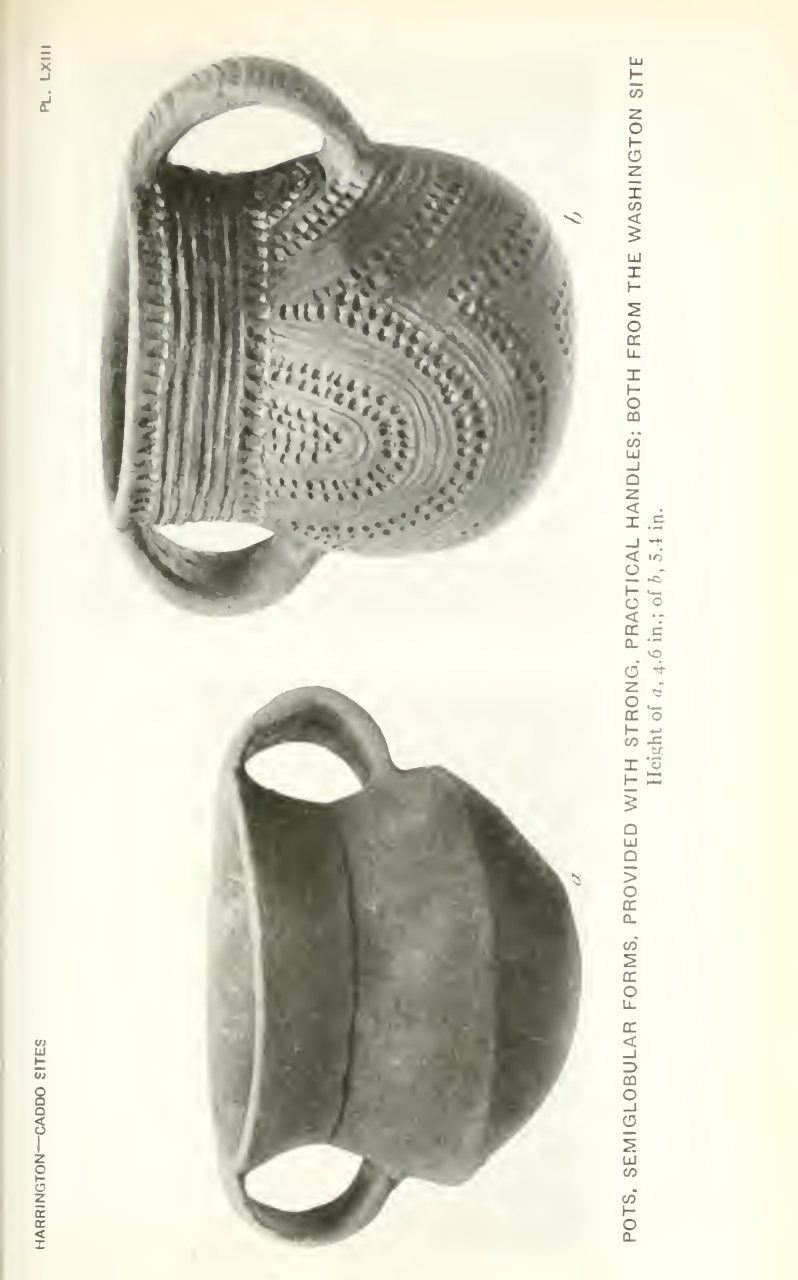 HARRINGTON—CADDO SITES
PL. LXIII
a
b
POTS, SEMIGLOBULAR FORMS, PROVIDED WITH STRONG, PRACTICAL HANDLES; BOTH FROM THE WASHINGTON SITE
Height of a, 4.6 in.; of b, 5.4 in.